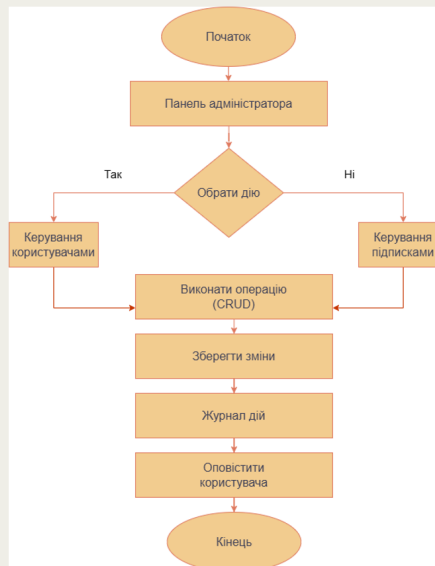 Початок
Панель адміністратора
Так
Ні
Обрати дію
Керування
користувачами
Керування
підписками
Виконати операцію
(CRUD)
Зберегти зміни
Журнал дій
Оповістити
користувача
Кінець